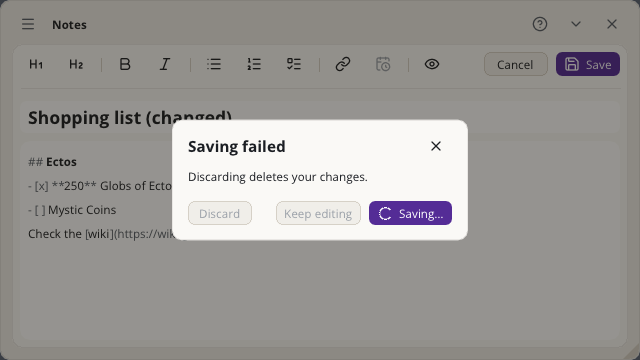 Notes
H1 H2 B I Cancel Save
Shopping list (changed)
## Ectos
- [x] **250** Globs of Ecto
- [ ] Mystic Coins
Check the [wiki](https://wik
Saving failed
Discarding deletes your changes.
Discard Keep editing Saving...